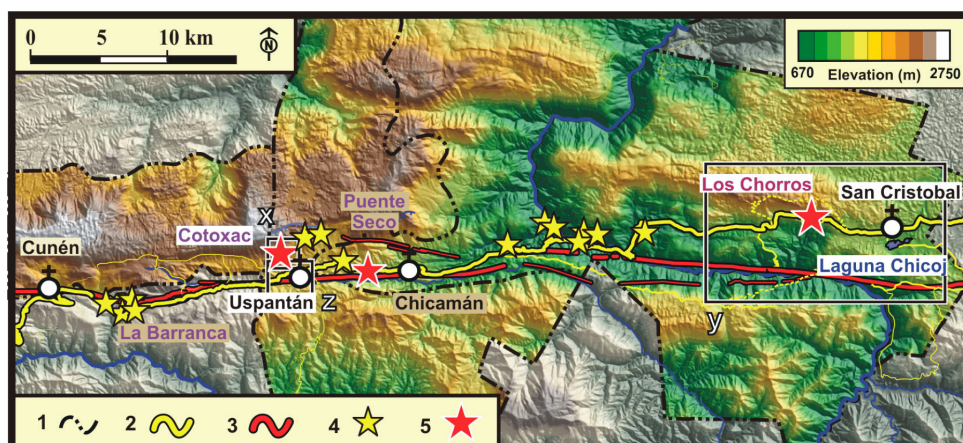 0 5 10 km
N
670 2750
Elevation (m)
Los Chorros
San Cristobal
Puente
Seco
x
Cotoxac
Cunén
Laguna Chicoj
Uspantán
z
Chicamán
y
La Barranca
1 2 3 4 5